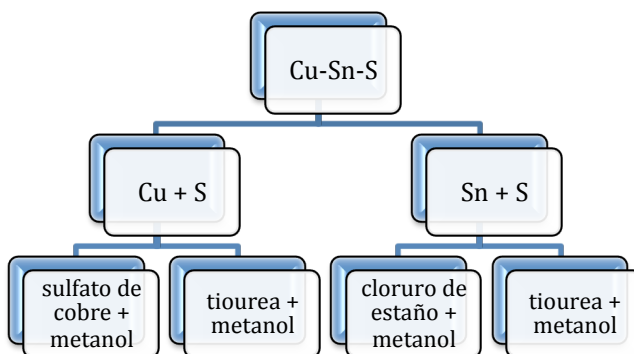 Cu-Sn-S
Cu + S
Sn + S
sulfato de
cobre +
metanol
tiourea +
metanol
cloruro de
estaño +
metanol
tiourea +
metanol